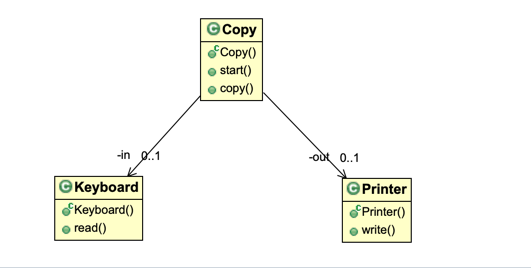 C Copy
c Copy()
start()
copy()
-in 0..1
-out 0..1
C Keyboard
c Keyboard()
read()
C Printer
c Printer()
write()